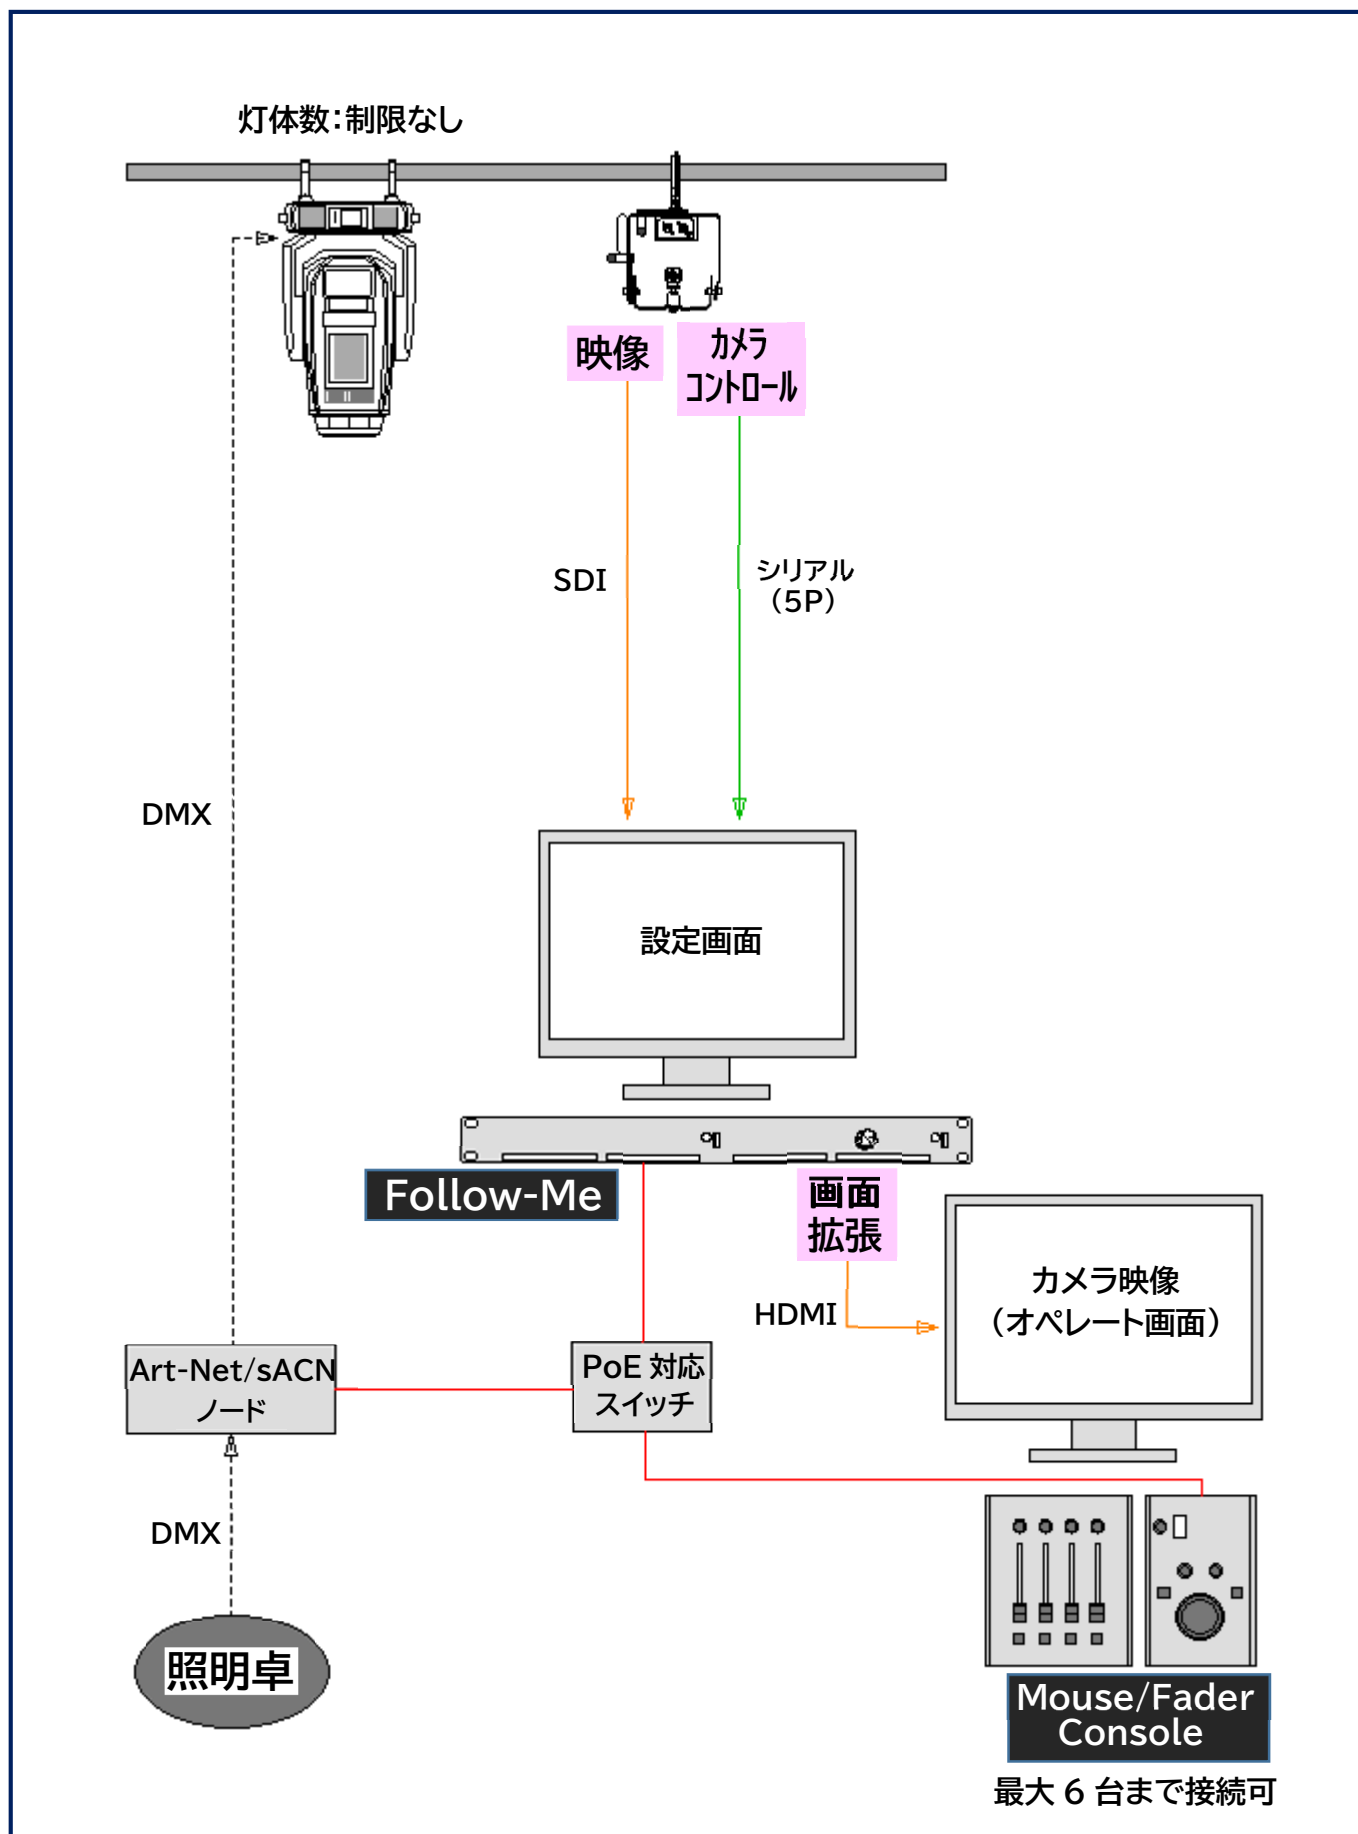 灯体数：制限なし
映像
カメラ
コントロール
SDI
シリアル
（5P）
DMX
設定画面
Follow-Me
画面
拡張
HDMI
カメラ映像
（オペレート画面）
Art-Net/sACN
ノード
PoE 対応
スイッチ
DMX
照明卓
Mouse/Fader
Console
最大 6 台まで接続可